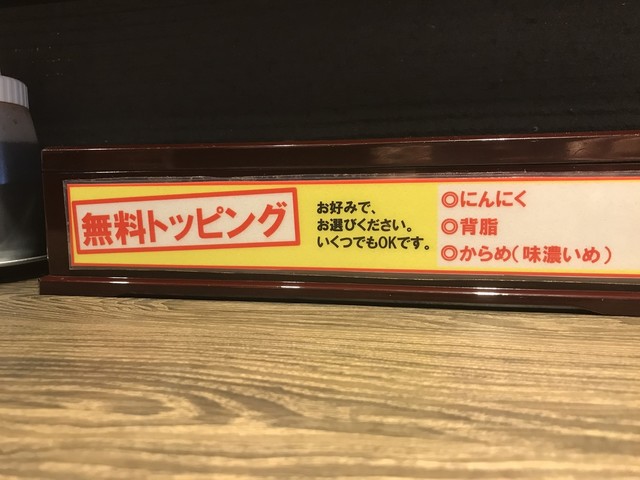 無料トッピング
お好みで、
お選びください。
いくつでもOKです。
◎にんにく
◎背脂
◎からめ(味濃いめ)